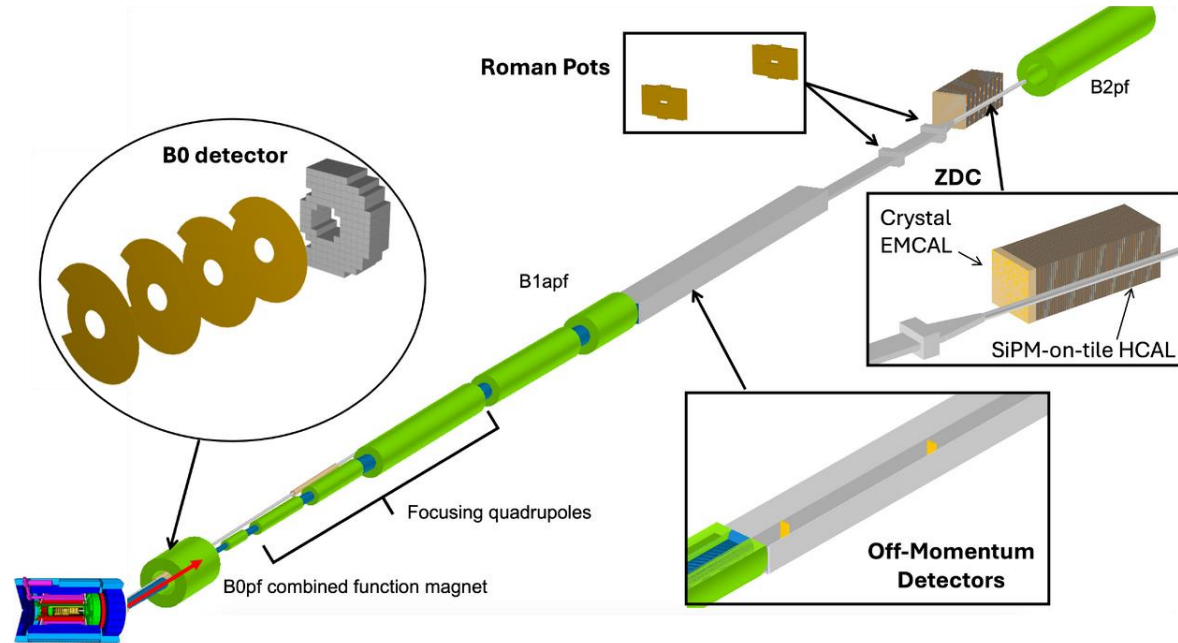 Roman Pots
B2pf
B0 detector
ZDC
Crystal
EMCAL
B1apf
SiPM-on-tile HCAL
Focusing quadrupoles
Off-Momentum
Detectors
B0pf combined function magnet